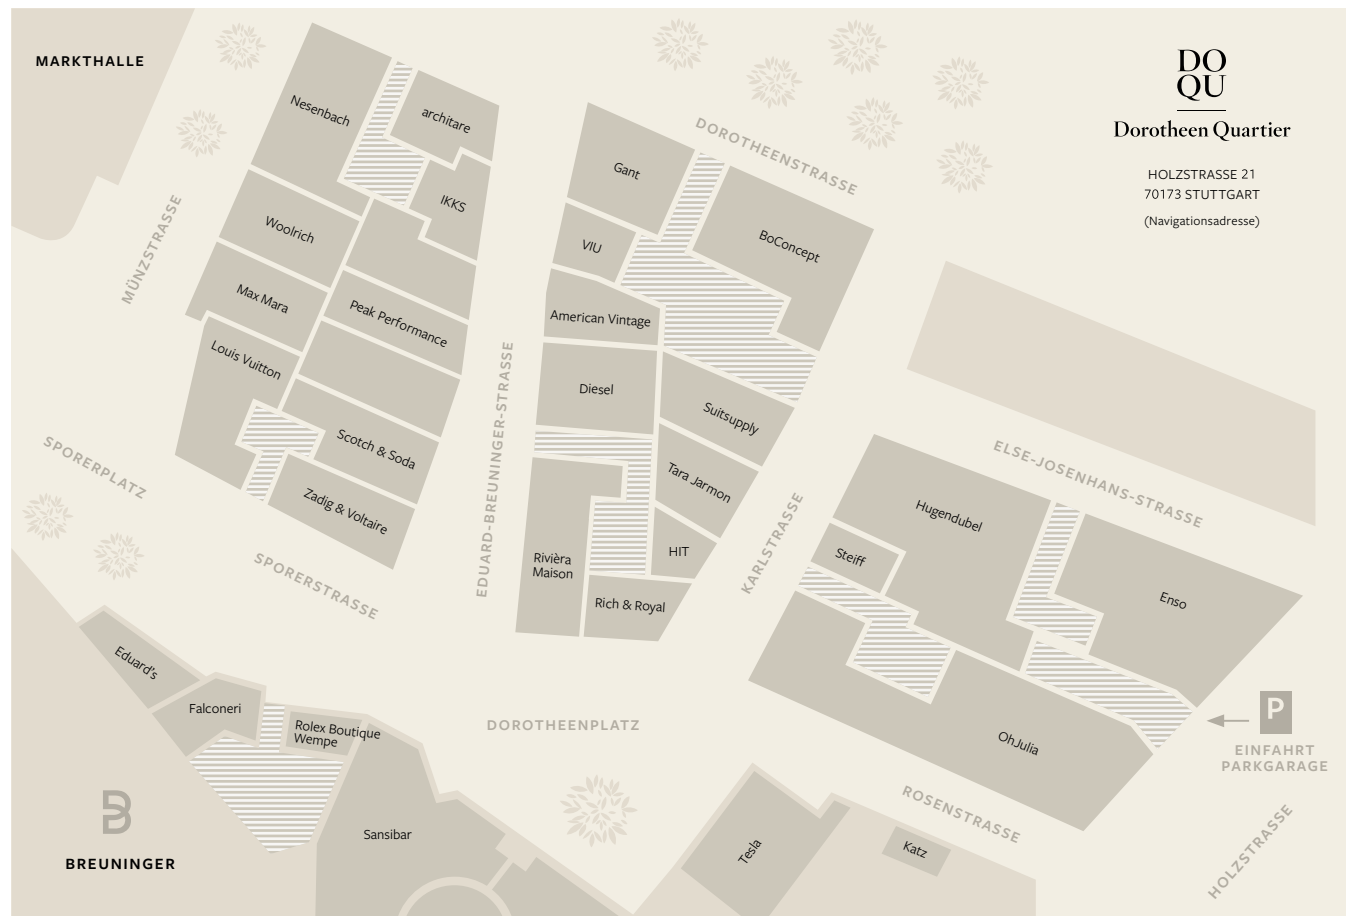 MARKTHALLE
DO
QU
Dorotheen Quartier
HOLZSTRASSE 21
70173 STUTTGART
(Navigationsadresse)
MÜNZSTRASSE
Nesenbach
architare
IKKS
Woolrich
Max Mara
Peak Performance
Louis Vuitton
Scotch & Soda
Zadig & Voltaire
SPORERPLATZ
SPORERSTRASSE
EDUARD-BREUNINGER-STRASSE
DOROTHEENSTRASSE
Gant
BoConcept
VIU
American Vintage
Diesel
Suitsupply
Tara Jarmon
HIT
Rivièra
Maison
Rich & Royal
KARLSTRASSE
ELSE-JOSENHANS-STRASSE
Hugendubel
Steiff
Enso
OhJulia
P
EINFAHRT
PARKGARAGE
Eduard's
Falconeri
Rolex Boutique
Wempe
DOROTHEENPLATZ
Sansibar
B
BREUNINGER
Tesla
Katz
ROSENSTRASSE
HOLZSTRASSE